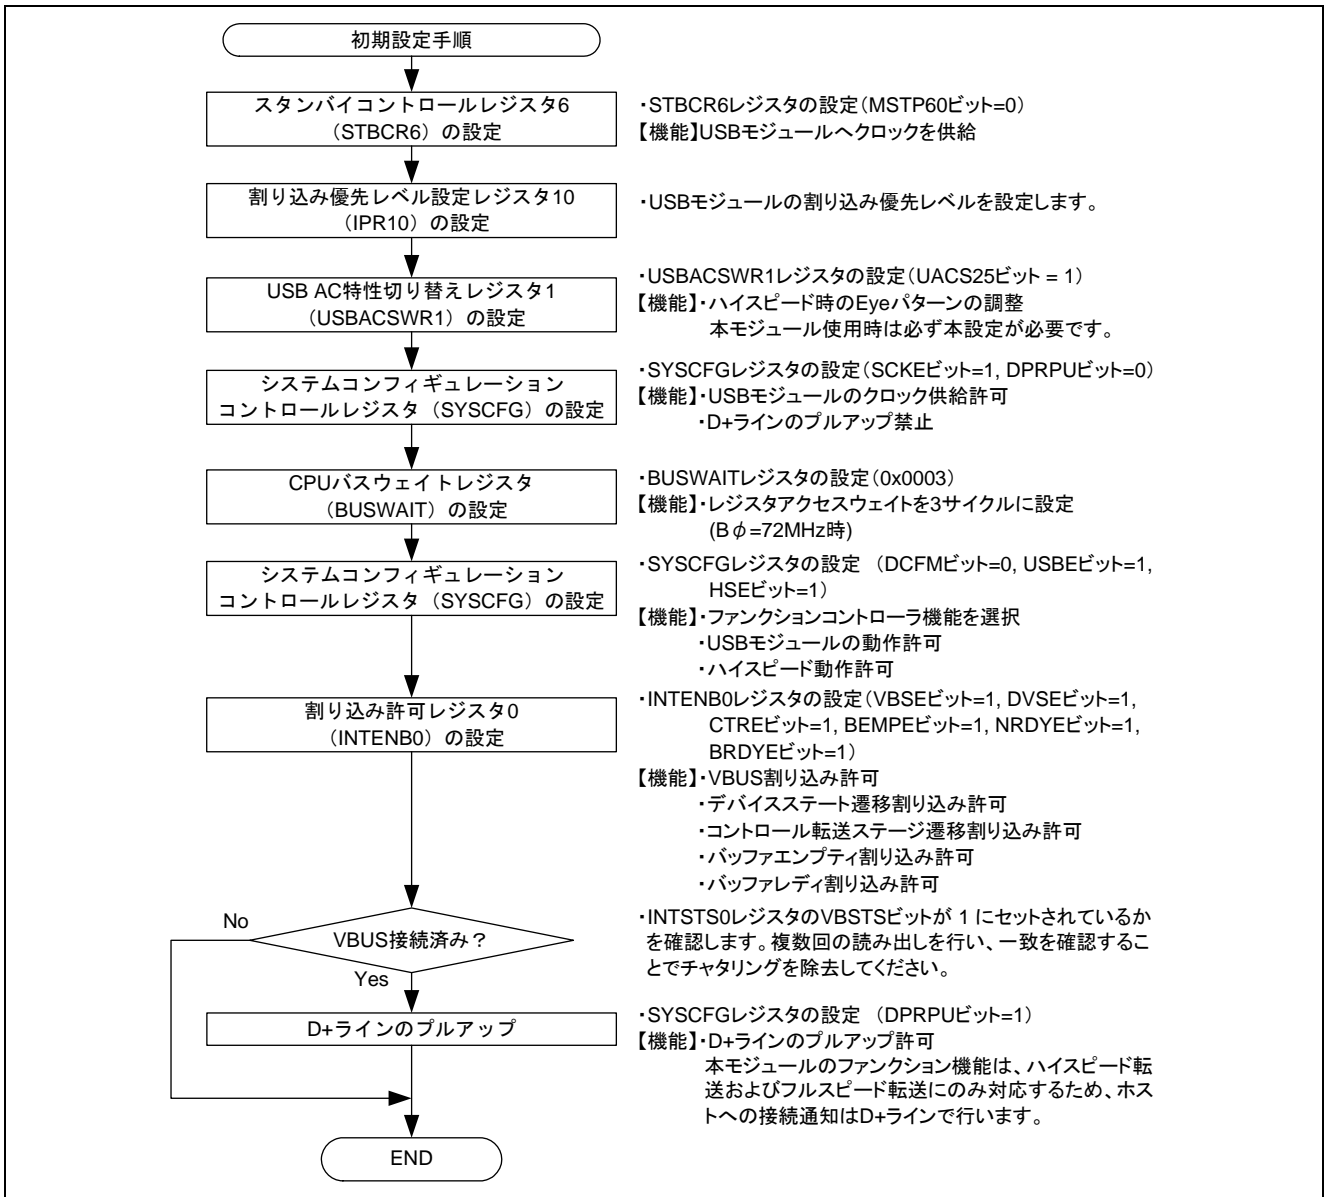 初期設定手順
スタンバイコントロールレジスタ6
（STBCR6）の設定
・STBCR6レジスタの設定（MSTP60ビット=0）
【機能】USBモジュールへクロックを供給
割り込み優先レベル設定レジスタ10
（IPR10）の設定
・USBモジュールの割り込み優先レベルを設定します。
USB AC特性切り替えレジスタ1
（USBACSWR1）の設定
・USBACSWR1レジスタの設定（UACS25ビット = 1）
【機能】・ハイスピード時のEyeパターンの調整
本モジュール使用時は必ず本設定が必要です。
システムコンフィギュレーション
コントロールレジスタ（SYSCFG）の設定
・SYSCFGレジスタの設定（SCKEビット=1, DPRPUビット=0）
【機能】・USBモジュールのクロック供給許可
・D+ラインのプルアップ禁止
CPUバスウェイトレジスタ
（BUSWAIT）の設定
・BUSWAITレジスタの設定（0x0003）
【機能】・レジスタアクセスウェイトを3サイクルに設定
(Bφ=72MHz時)
システムコンフィギュレーション
コントロールレジスタ（SYSCFG）の設定
・SYSCFGレジスタの設定 （DCFMビット=0, USBEビット=1,
HSEビット=1）
【機能】・ファンクションコントローラ機能を選択
・USBモジュールの動作許可
・ハイスピード動作許可
割り込み許可レジスタ0
（INTENB0）の設定
・INTENB0レジスタの設定（VBSEビット=1, DVSEビット=1,
CTREビット=1, BEMPEビット=1, NRDYEビット=1,
BRDYEビット=1）
【機能】・VBUS割り込み許可
・デバイスステート遷移割り込み許可
・コントロール転送ステージ遷移割り込み許可
・バッファエンプティ割り込み許可
・バッファレディ割り込み許可
No
VBUS接続済み？
Yes
・INTSTS0レジスタのVBSTSビットが 1 にセットされているか
を確認します。複数回の読み出しを行い、一致を確認するこ
とでチャタリングを除去してください。
D+ラインのプルアップ
・SYSCFGレジスタの設定 （DPRPUビット=1）
【機能】・D+ラインのプルアップ許可
本モジュールのファンクション機能は、ハイスピード転
送およびフルスピード転送にのみ対応するため、ホス
トへの接続通知はD+ラインで行います。
END